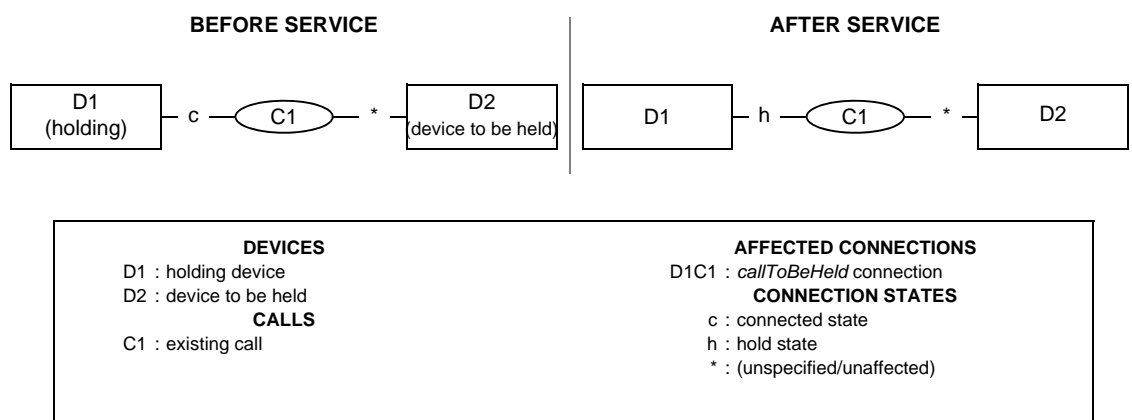 BEFORE SERVICE
AFTER SERVICE
D1
(holding)
c
C1
*
D2
(device to be held)
D1
h
C1
*
D2
DEVICES
D1 : holding device
D2 : device to be held
CALLS
C1 : existing call
AFFECTED CONNECTIONS
D1C1 : callToBeHeld connection
CONNECTION STATES
c : connected state
h : hold state
* : (unspecified/unaffected)